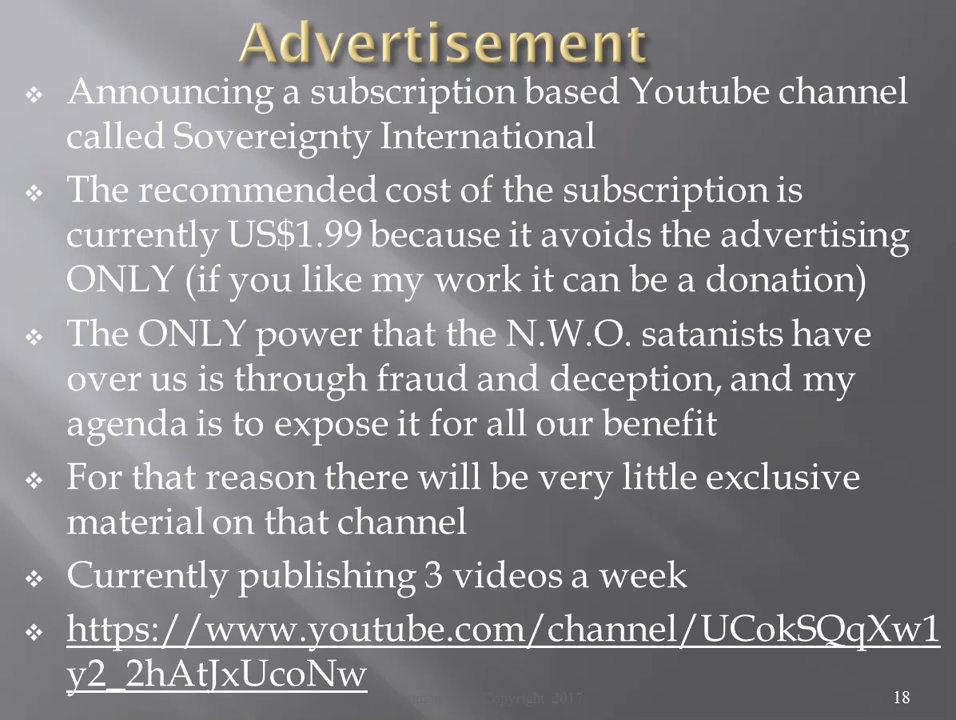 Advertisement
❖ Announcing a subscription based Youtube channel
called Sovereignty International
❖ The recommended cost of the subscription is
currently US$1.99 because it avoids the advertising
ONLY (if you like my work it can be a donation)
❖ The ONLY power that the N.W.O. satanists have
over us is through fraud and deception, and my
agenda is to expose it for all our benefit
❖ For that reason there will be very little exclusive
material on that channel
❖ Currently publishing 3 videos a week
❖ https://www.youtube.com/channel/UCokSQqXw1
y2_2hAtJxUcoNw
Copyright 2017
18